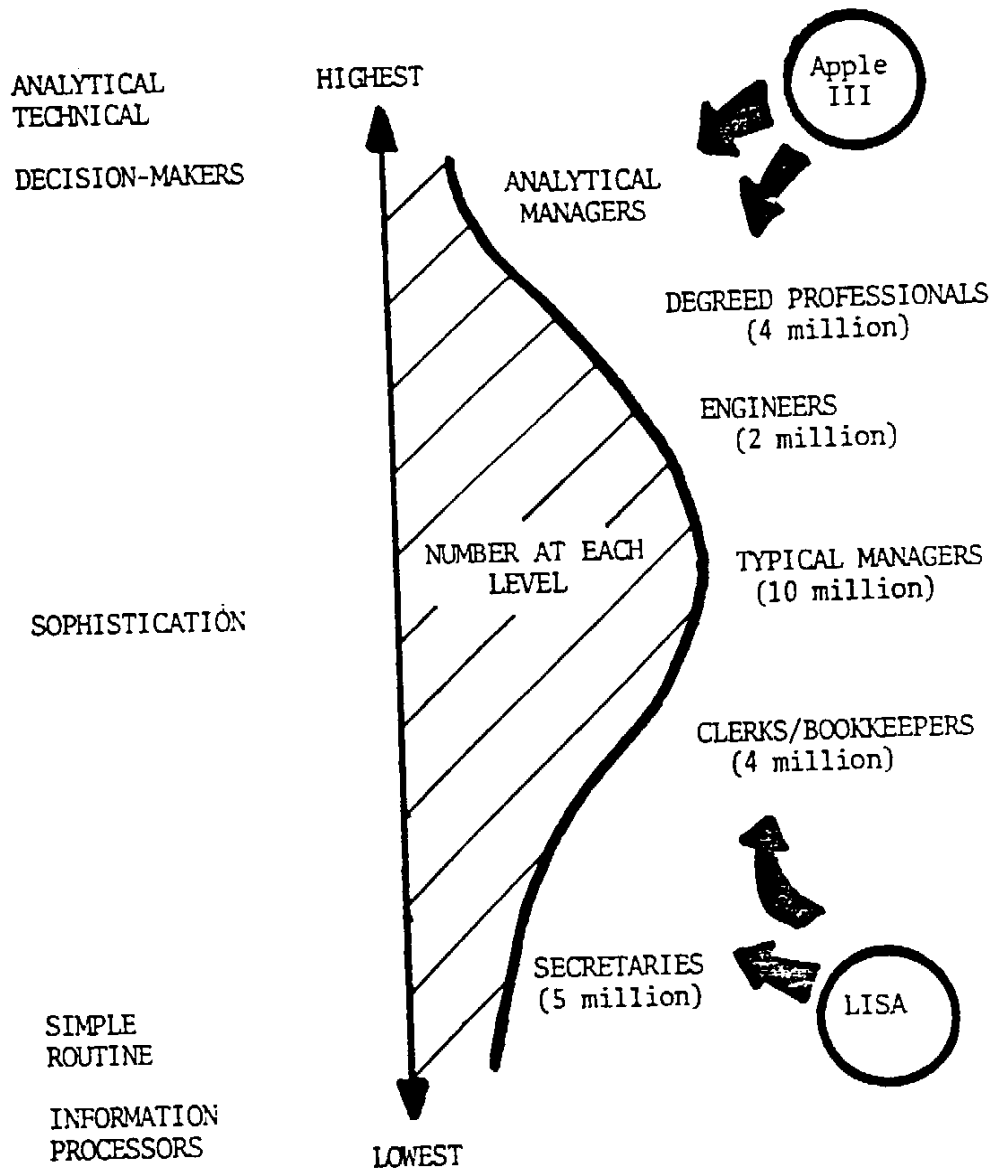 ANALYTICAL
TECHNICAL
DECISION-MAKERS
HIGHEST
Apple
III
ANALYTICAL
MANAGERS
DEGREED PROFESSIONALS
(4 million)
ENGINEERS
(2 million)
NUMBER AT EACH
LEVEL
TYPICAL MANAGERS
(10 million)
SOPHISTICATION
CLERKS/BOOKKEEPERS
(4 million)
SECRETARIES
(5 million)
LISA
SIMPLE
ROUTINE
INFORMATION
PROCESSORS
LOWEST